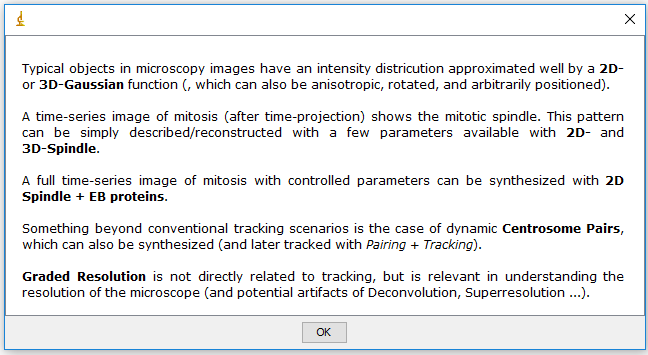 Typical objects in microscopy images have an intensity districution approximated well by a 2D-
or 3D-Gaussian function (, which can also be anisotropic, rotated, and arbitrarily positioned).
A time-series image of mitosis (after time-projection) shows the mitotic spindle. This pattern
can be simply described/reconstructed with a few parameters available with 2D- and
3D-Spindle.
A full time-series image of mitosis with controlled parameters can be synthesized with 2D
Spindle + EB proteins.
Something beyond conventional tracking scenarios is the case of dynamic Centrosome Pairs,
which can also be synthesized (and later tracked with Pairing + Tracking).
Graded Resolution is not directly related to tracking, but is relevant in understanding the
resolution of the microscope (and potential artifacts of Deconvolution, Superresolution ...).
OK